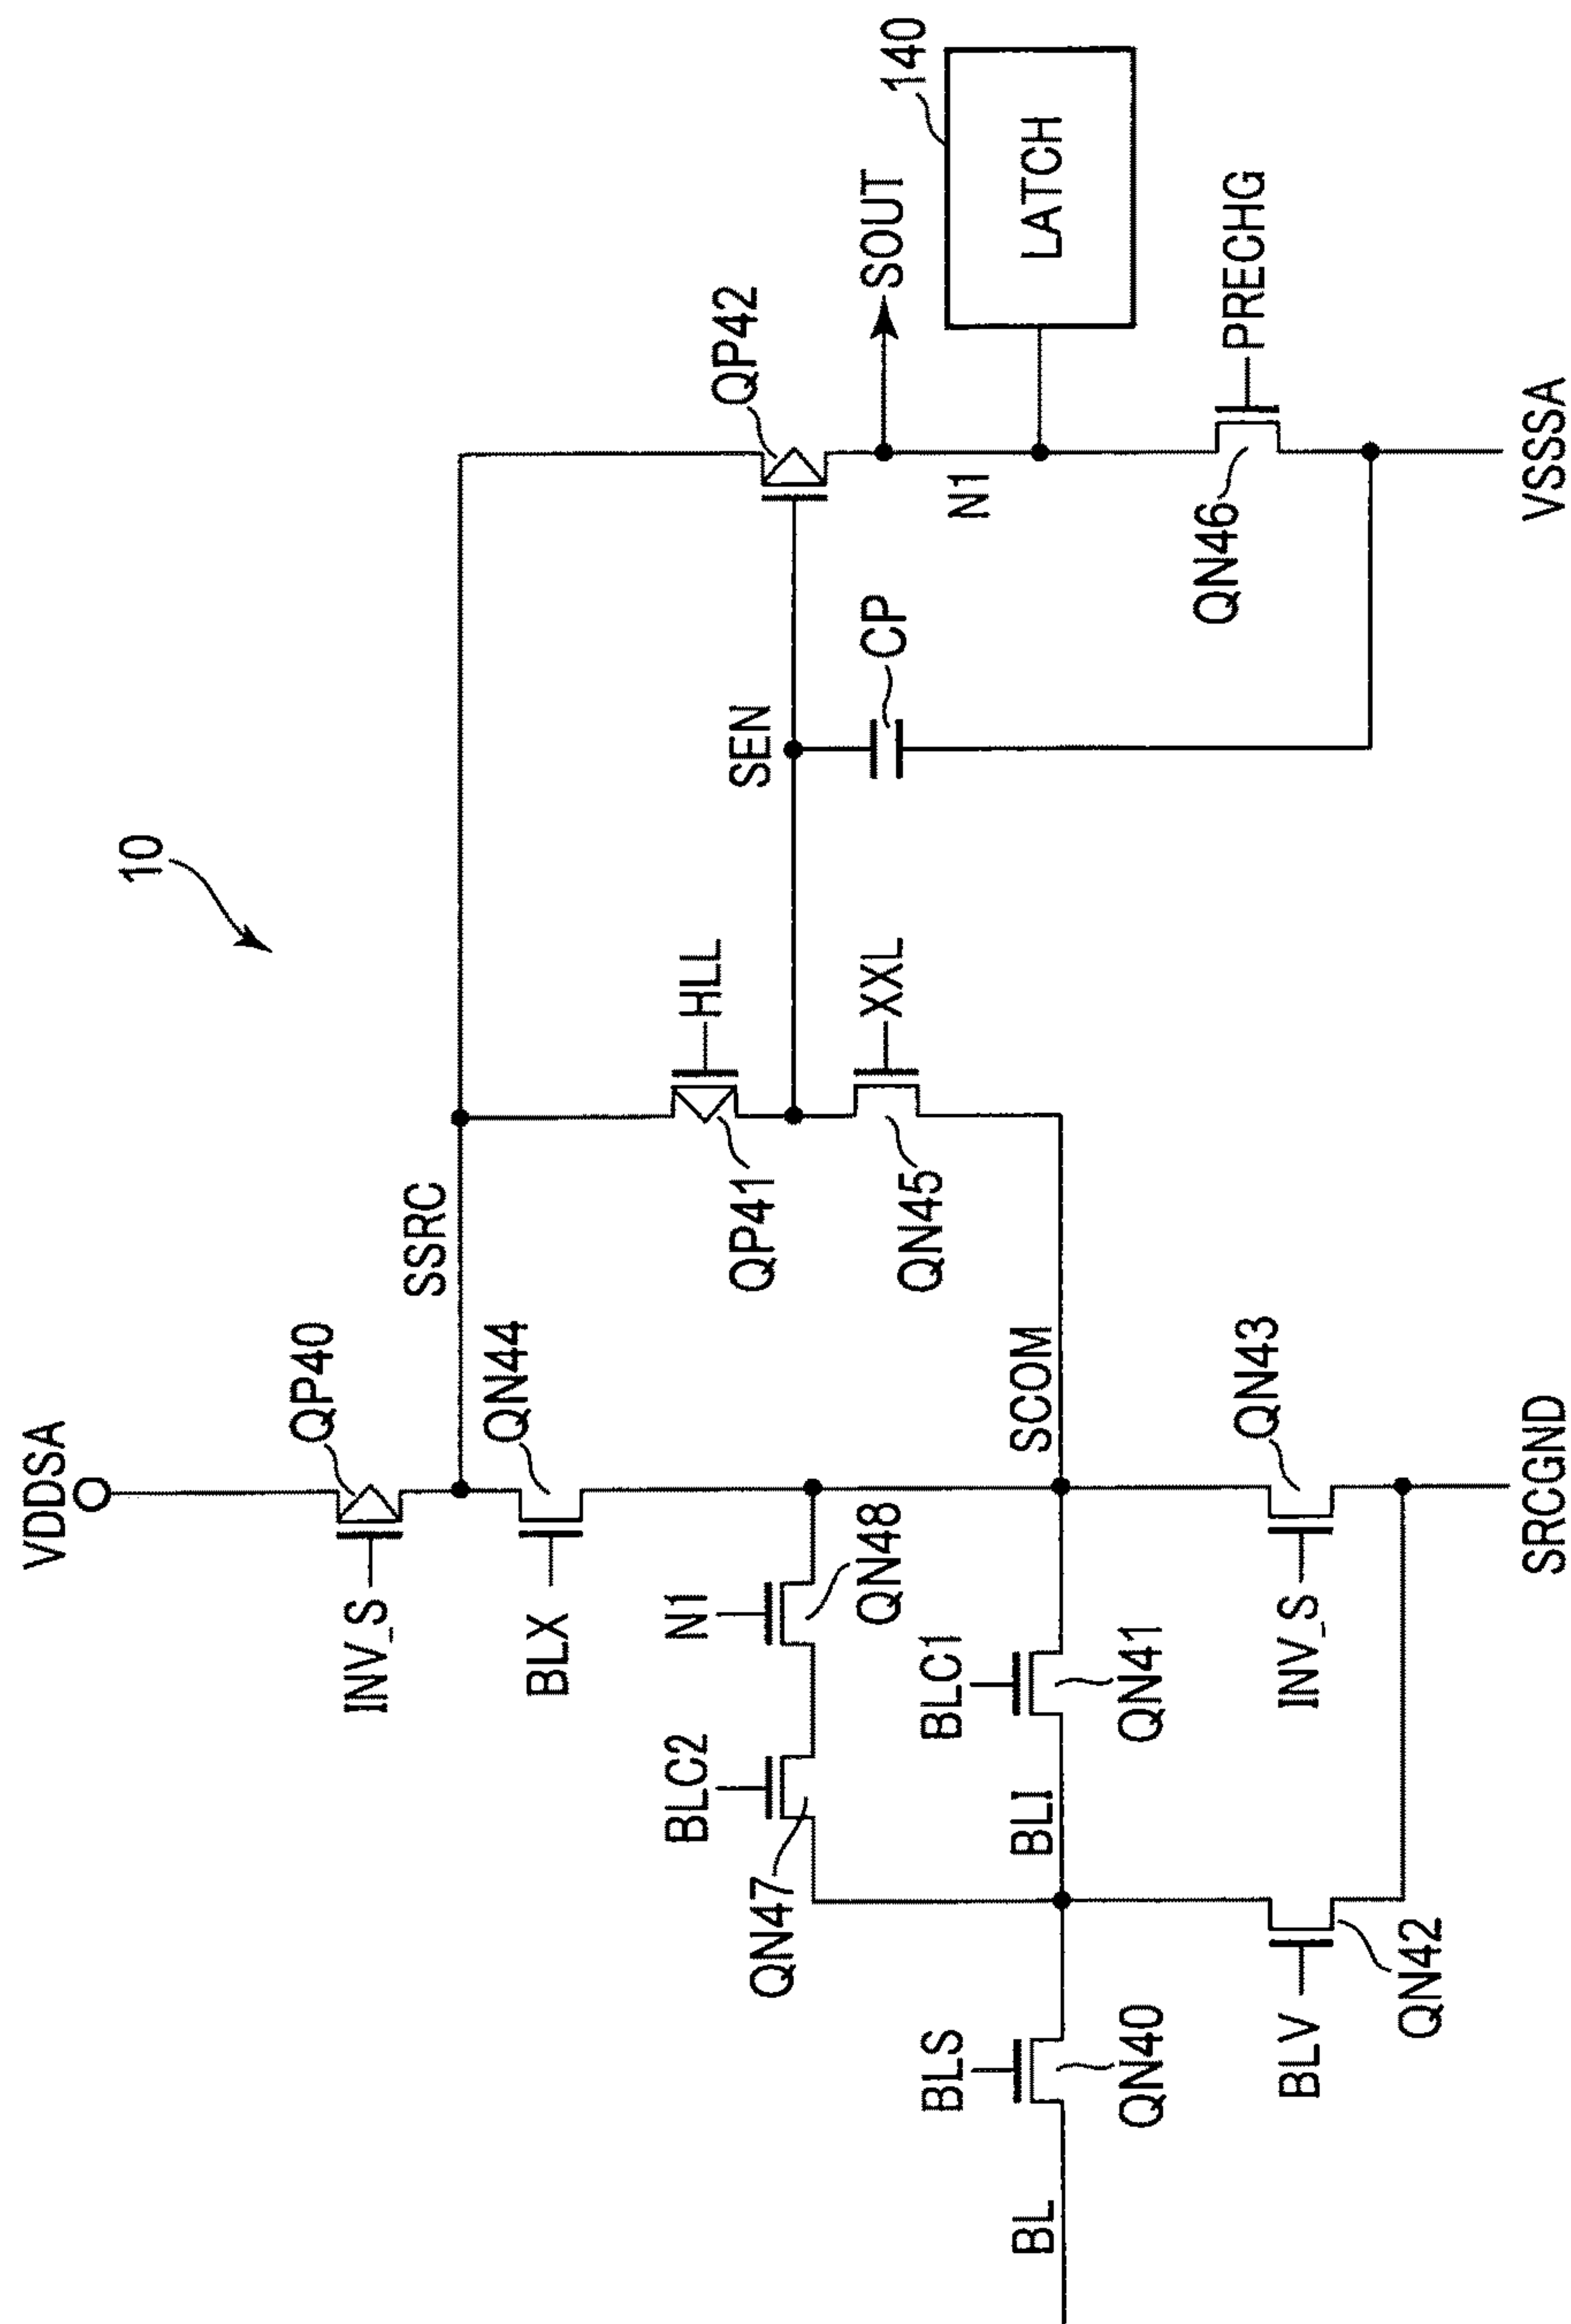 10
VDDSA
QP40
INV_S
SSRC
QN44
BLX
HLL
QP41
SEN
QP42
SOUT
140
LATCH
N1
CP
XXL
QN45
N1
QN48
BLC2
QN47
BLC1
QN41
BLI
SCOM
BLS
QN40
BL
QN43
INV_S
BLV
QN42
SRCGND
QN46
PRECHG
VSSSA